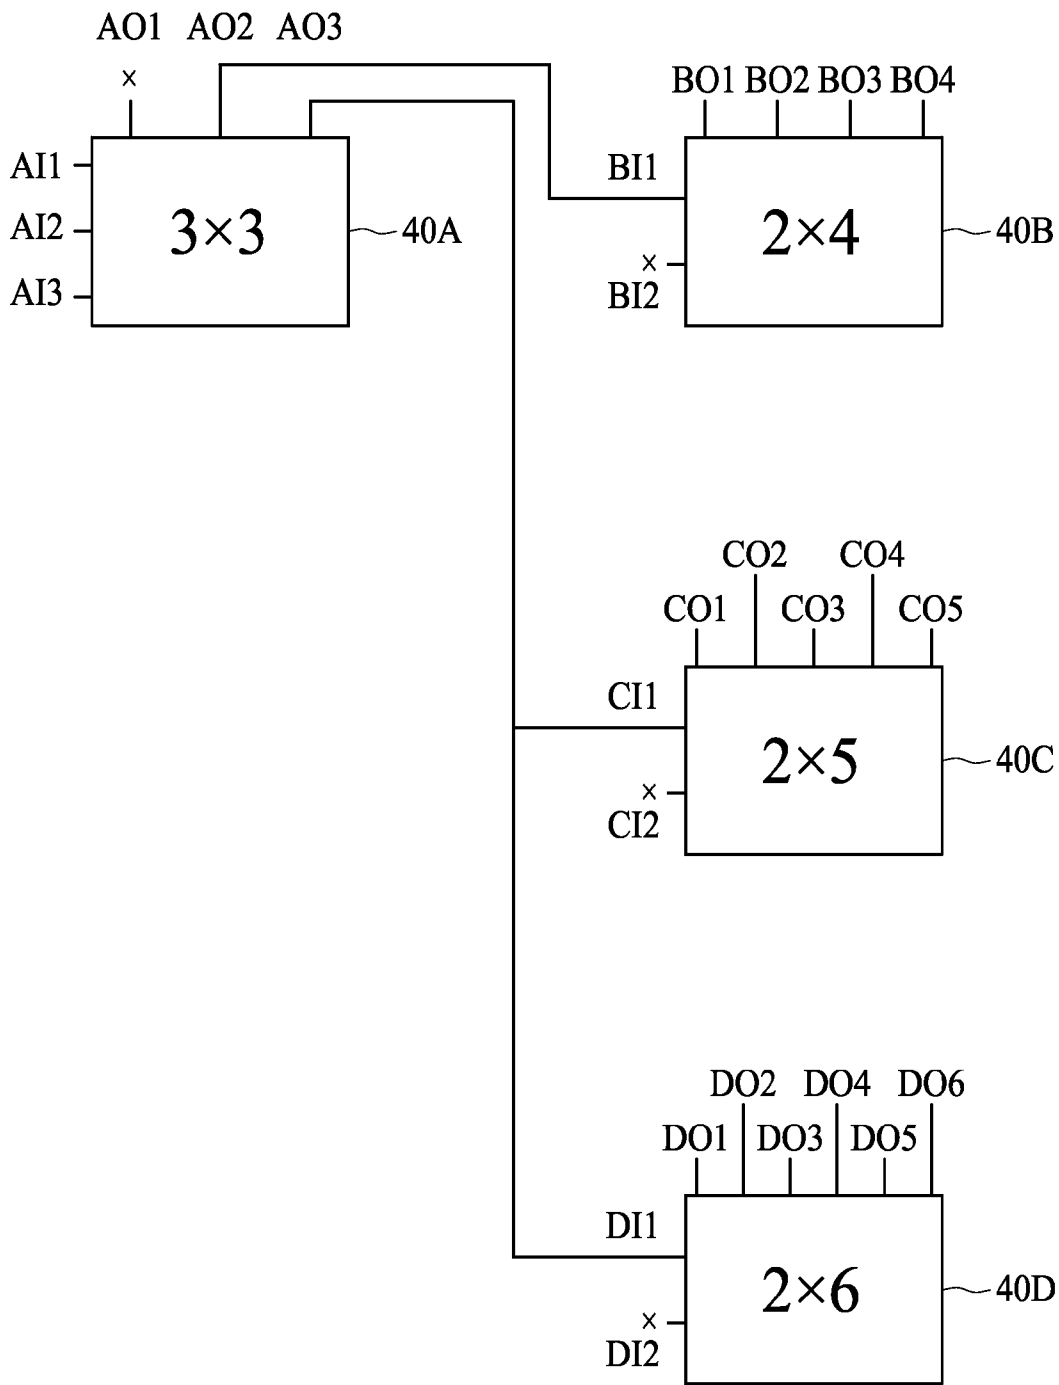 AO1 AO2 AO3
×
BO1 BO2 BO3 BO4
AI1
AI2
AI3
3×3
40A
BI1
×
BI2
2×4
40B
CO2 CO4
CO1 CO3 CO5
CI1
×
CI2
2×5
40C
DO2 DO4 DO6
DO1 DO3 DO5
DI1
×
DI2
2×6
40D